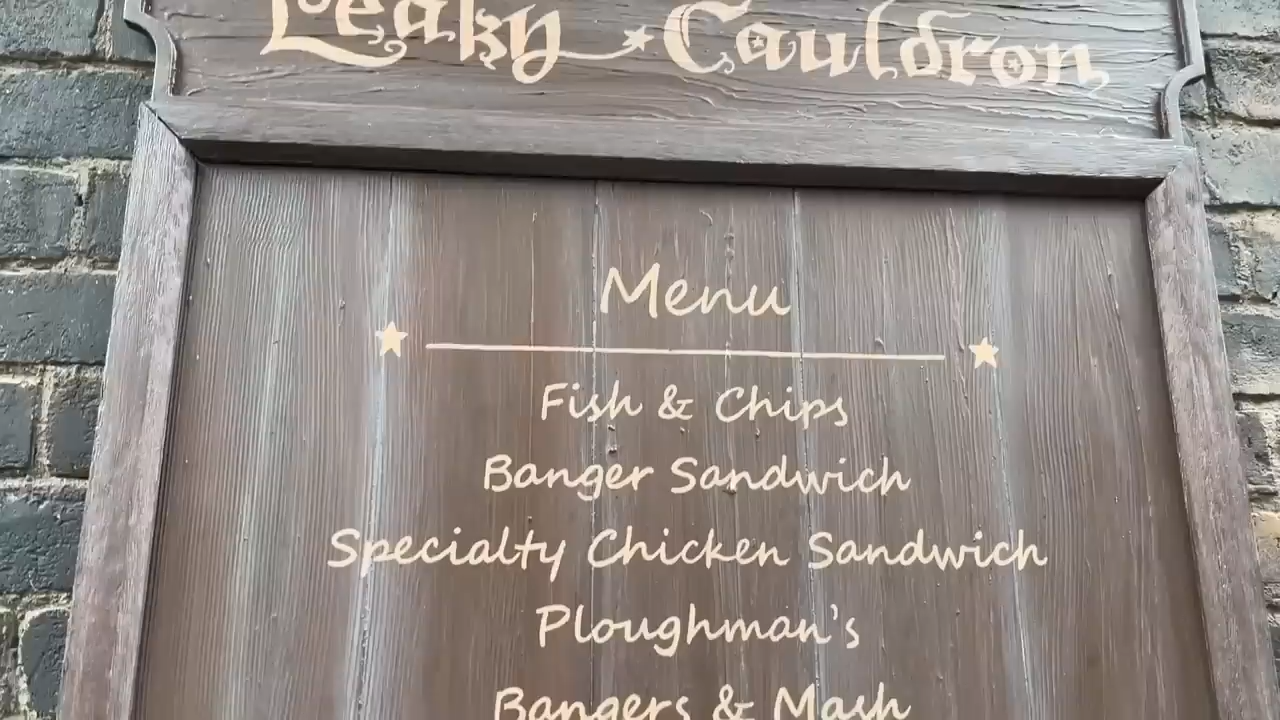 Leaky Cauldron
Menu
Fish & Chips
Banger Sandwich
Specialty Chicken Sandwich
Ploughman's
Bangers & Mash